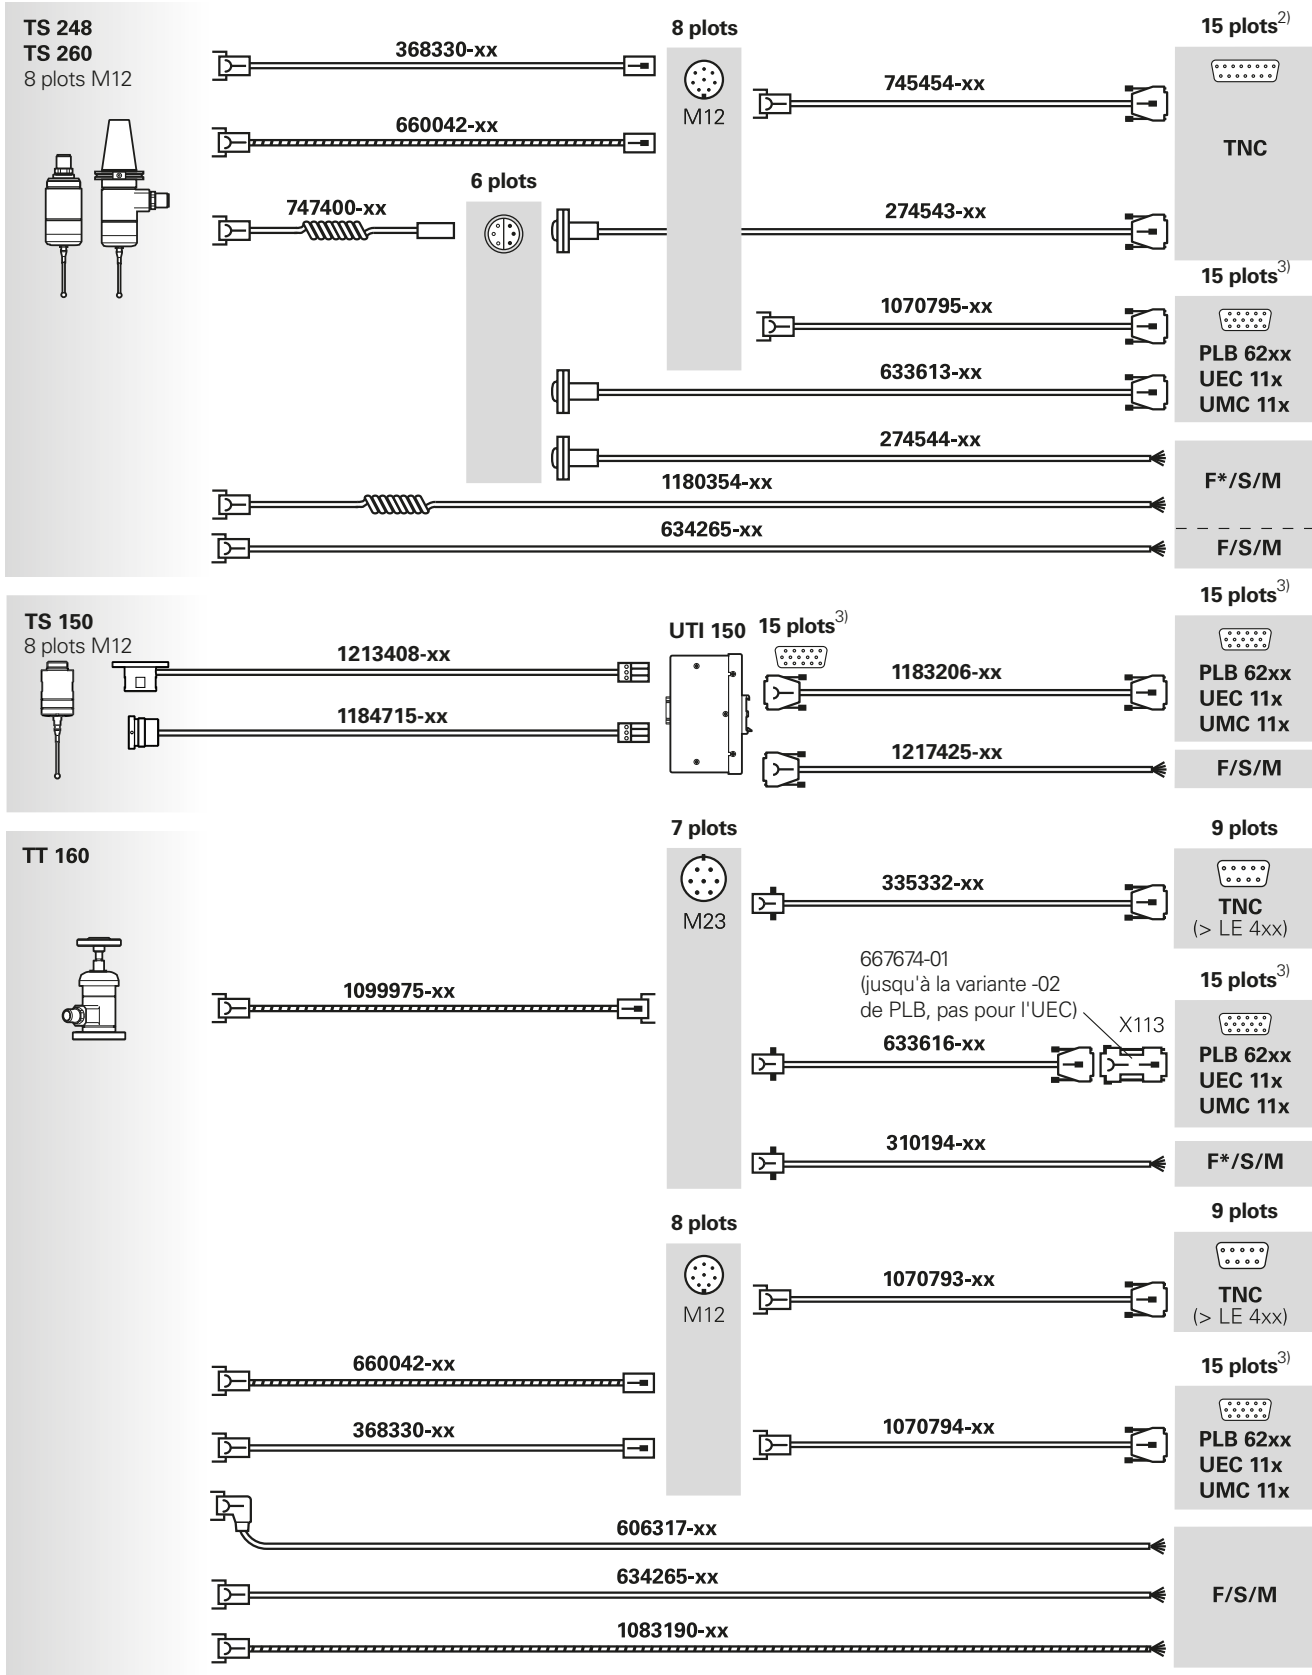 TS 248
TS 260
8 plots M12
368330-xx
8 plots
M12
15 plots2)
745454-xx
TNC
660042-xx
6 plots
747400-xx
274543-xx
15 plots3)
1070795-xx
PLB 62xx
UEC 11x
UMC 11x
633613-xx
274544-xx
F*/S/M
1180354-xx
634265-xx
F/S/M
TS 150
8 plots M12
1213408-xx
1184715-xx
UTI 150
15 plots3)
1183206-xx
15 plots3)
PLB 62xx
UEC 11x
UMC 11x
1217425-xx
F/S/M
TT 160
7 plots
M23
9 plots
335332-xx
TNC
(> LE 4xx)
1099975-xx
667674-01
(jusqu'à la variante -02
de PLB, pas pour l'UEC)
X113
633616-xx
15 plots3)
PLB 62xx
UEC 11x
UMC 11x
310194-xx
F*/S/M
8 plots
M12
9 plots
1070793-xx
TNC
(> LE 4xx)
660042-xx
368330-xx
15 plots3)
1070794-xx
PLB 62xx
UEC 11x
UMC 11x
606317-xx
634265-xx
F/S/M
1083190-xx